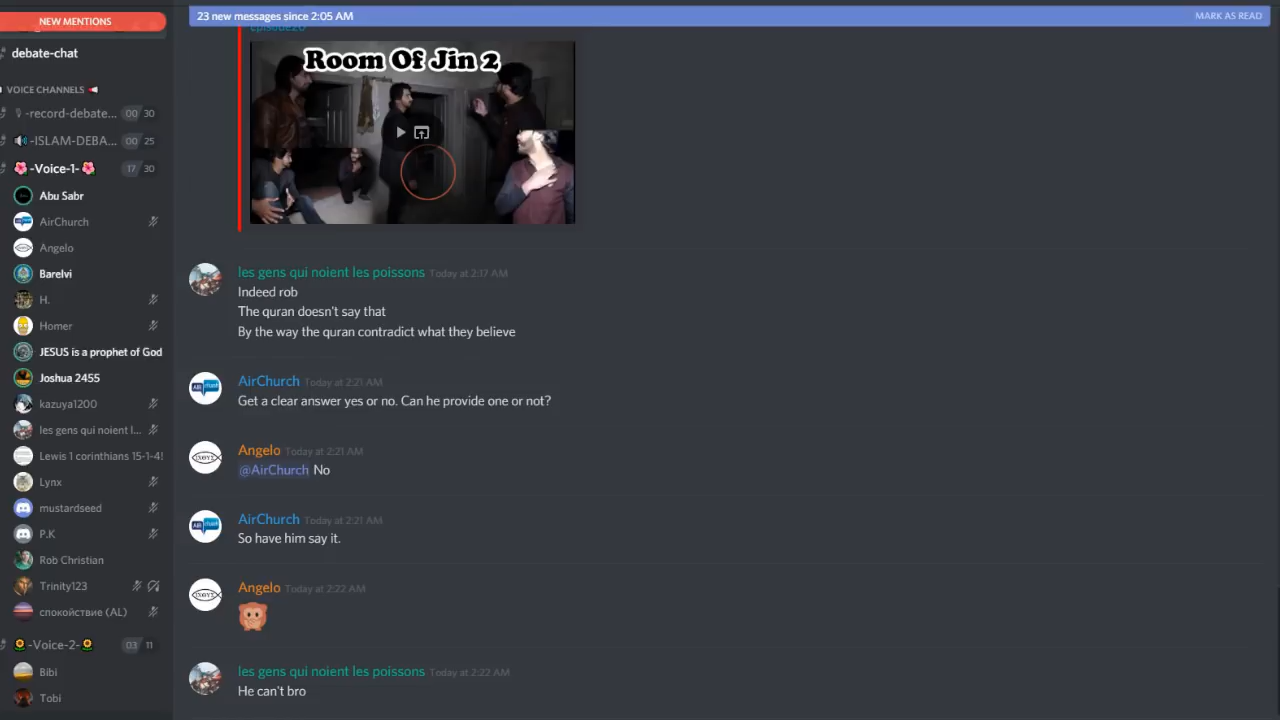 NEW MENTIONS
debate-chat
VOICE CHANNELS
-record-debate... 00 30
-ISLAM-DEBA... 00 25
-Voice-1- 17 30
Abu Sabr
AirChurch
Angelo
Barelvi
H.
Homer
JESUS is a prophet of God
Joshua 2455
kazuya1200
les gens qui noient l...
Lewis 1 corinthians 15-1-4!
Lynx
mustardseed
P.K
Rob Christian
Trinity123
спокойствие (AL)
-Voice-2- 03 11
Bibi
Tobi
23 new messages since 2:05 AM MARK AS READ
episode20
Room Of Jin 2
les gens qui noient les poissons Today at 2:17 AM
Indeed rob
The quran doesn't say that
By the way the quran contradict what they believe
AirChurch Today at 2:21 AM
Get a clear answer yes or no. Can he provide one or not?
Angelo Today at 2:21 AM
@AirChurch No
AirChurch Today at 2:21 AM
So have him say it.
Angelo Today at 2:22 AM
les gens qui noient les poissons Today at 2:22 AM
He can't bro